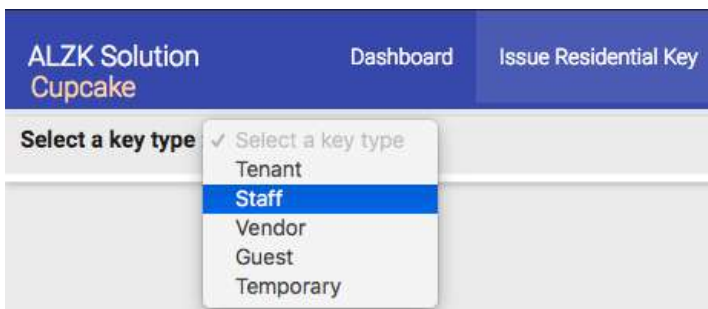 ALZK Solution
Cupcake
Dashboard
Issue Residential Key
Select a key type
✓ Select a key type
Tenant
Staff
Vendor
Guest
Temporary